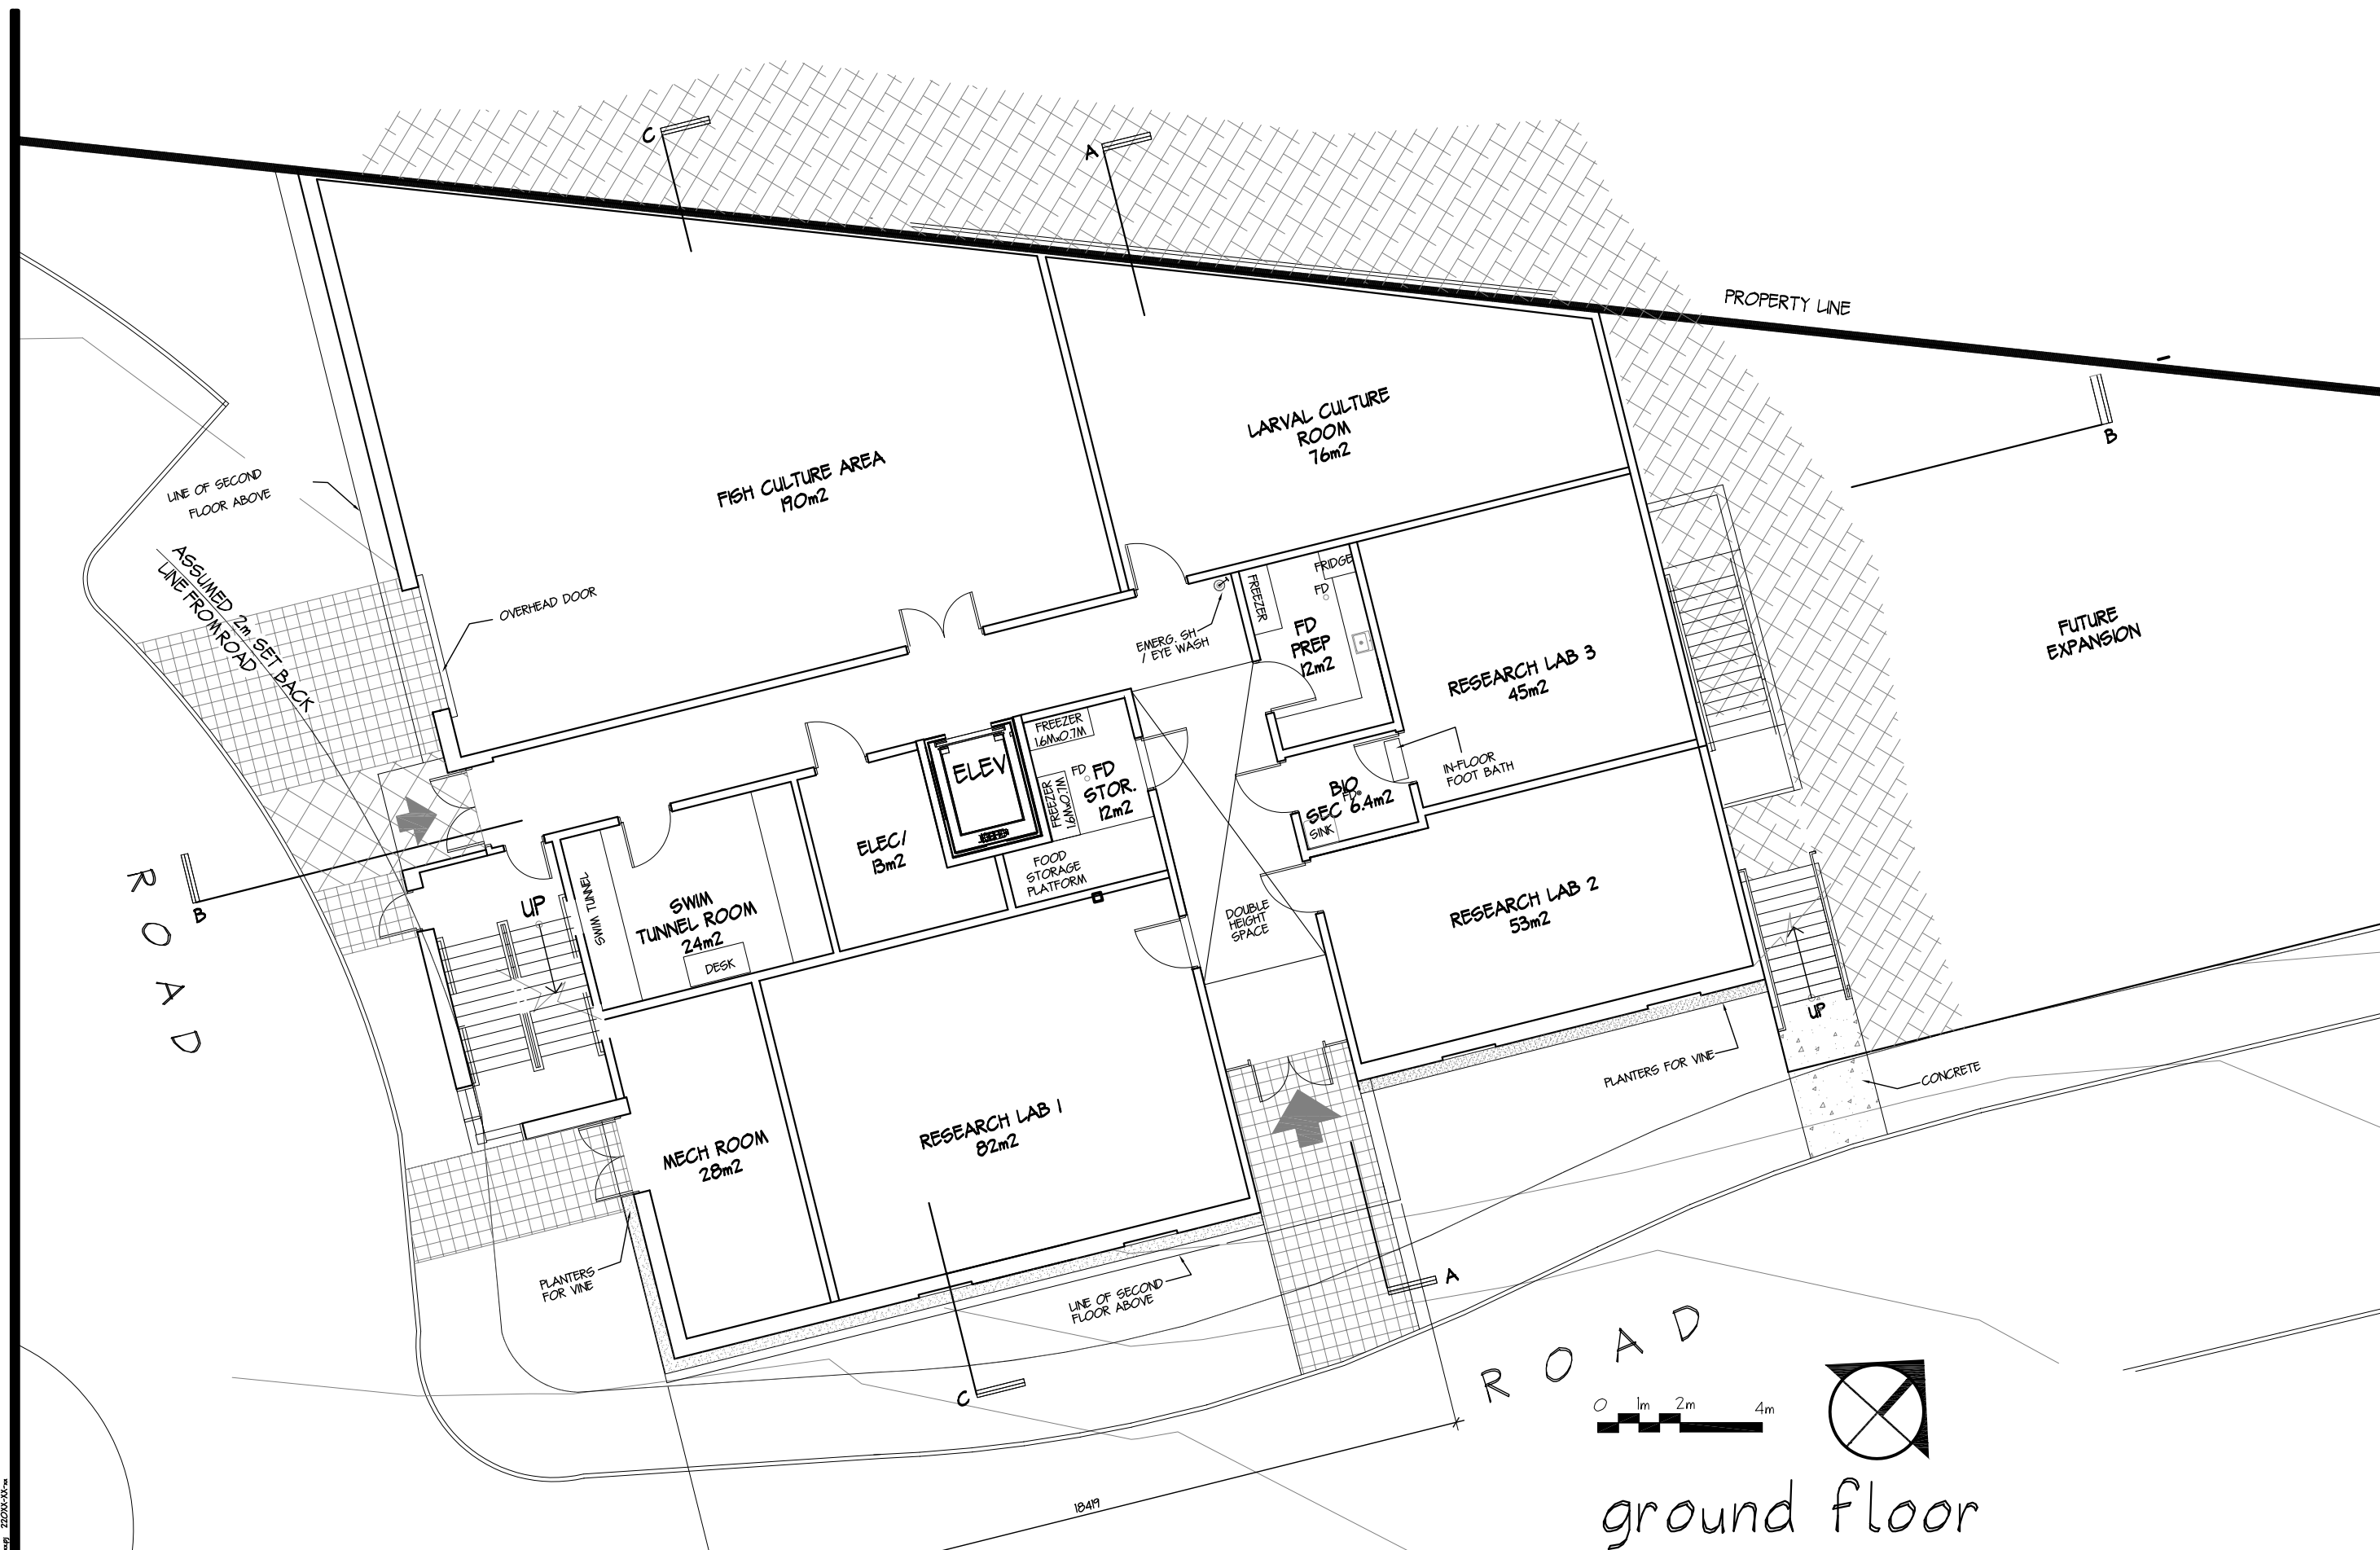 C
A
PROPERTY LINE
B
LARVAL CULTURE
ROOM
76m2
FISH CULTURE AREA
190m2
LINE OF SECOND
FLOOR ABOVE
ASSUMED 2m SET BACK
LINE FROM ROAD
OVERHEAD DOOR
FRIDGE
FREEZER
FD
EMERG. SH
/ EYE WASH
FD
PREP
12m2
RESEARCH LAB 3
45m2
FUTURE
EXPANSION
FREEZER
1.6Mx0.7M
ELEV
FD
FD
STOR.
12m2
FREEZER
1.6Mx0.7M
IN-FLOOR
FOOT BATH
BIO
SEC 6.4m2
FD
SINK
ELEC/
13m2
FOOD
STORAGE
PLATFORM
ROAD
B
UP
SWIM TUNNEL
SWIM
TUNNEL ROOM
24m2
DESK
DOUBLE
HEIGHT
SPACE
RESEARCH LAB 2
53m2
UP
PLANTERS FOR VINE
CONCRETE
RESEARCH LAB 1
82m2
MECH ROOM
28m2
PLANTERS
FOR VINE
LINE OF SECOND
FLOOR ABOVE
A
C
ROAD
0 1m 2m 4m
18419
ground floor